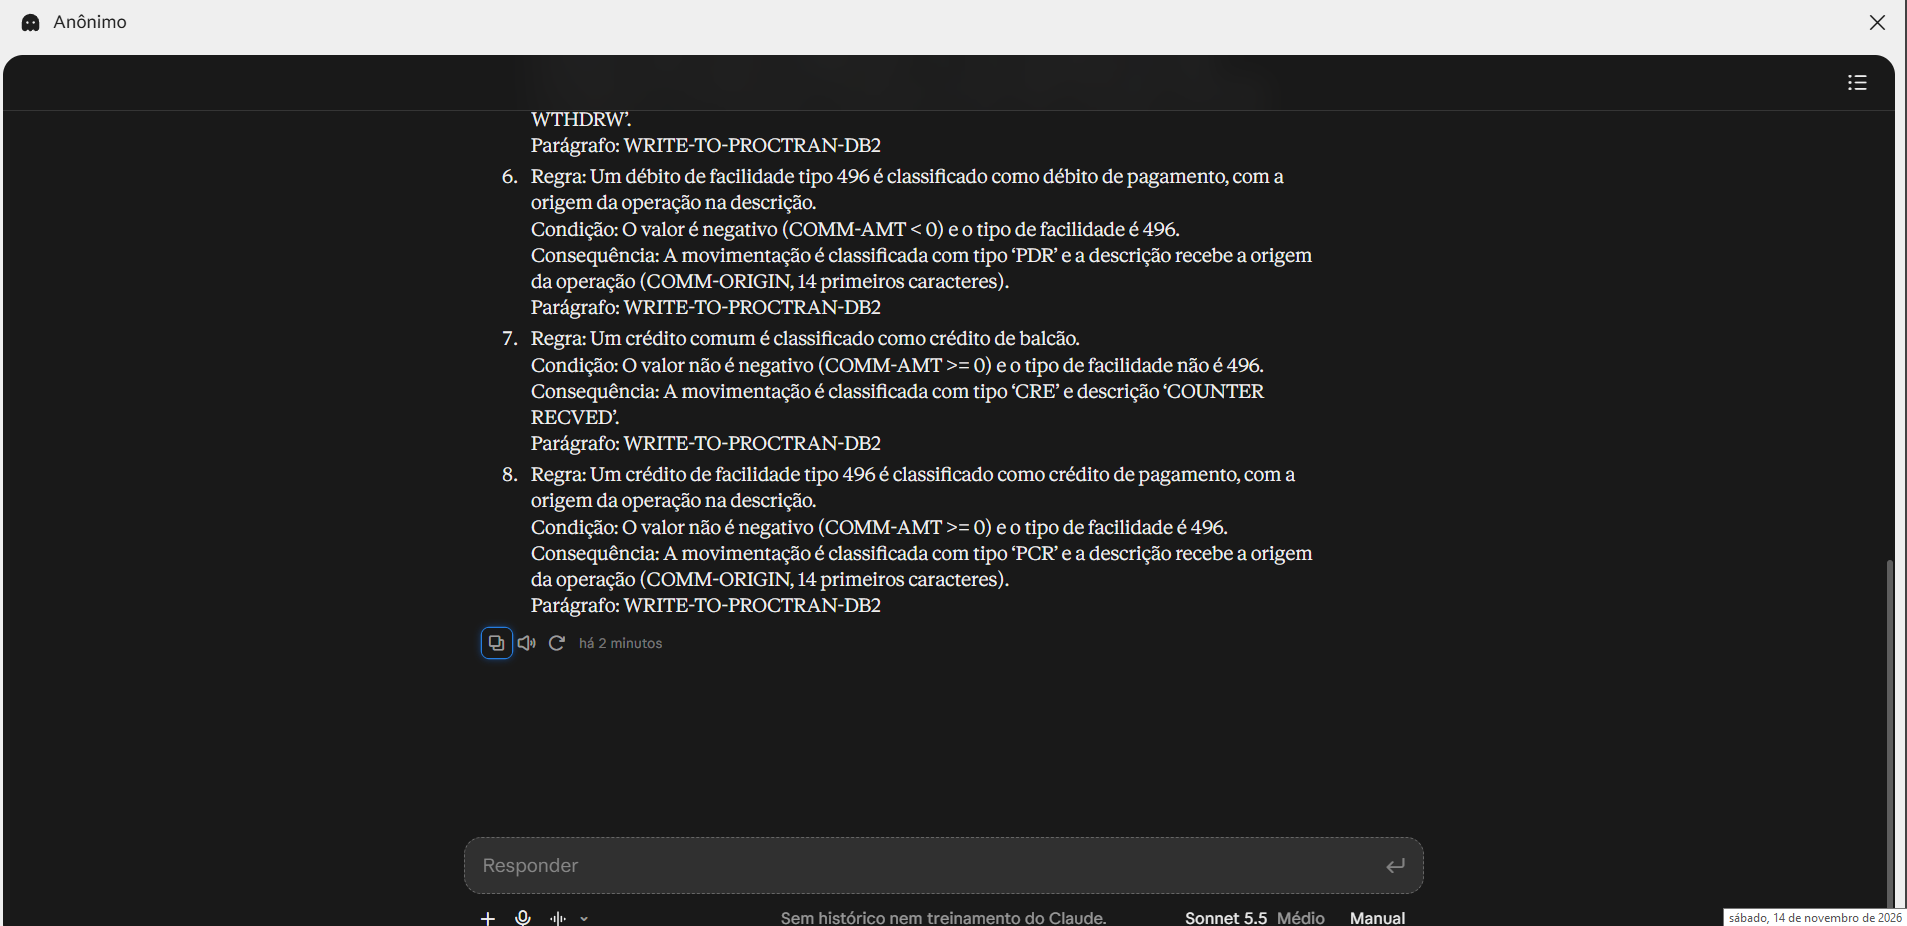 Anônimo
WTHDRW’.
Parágrafo: WRITE-TO-PROCTRAN-DB2
6. Regra: Um débito de facilidade tipo 496 é classificado como débito de pagamento, com a
origem da operação na descrição.
Condição: O valor é negativo (COMM-AMT < 0) e o tipo de facilidade é 496.
Consequência: A movimentação é classificada com tipo ‘PDR’ e a descrição recebe a origem
da operação (COMM-ORIGIN, 14 primeiros caracteres).
Parágrafo: WRITE-TO-PROCTRAN-DB2
7. Regra: Um crédito comum é classificado como crédito de balcão.
Condição: O valor não é negativo (COMM-AMT >= 0) e o tipo de facilidade não é 496.
Consequência: A movimentação é classificada com tipo ‘CRE’ e descrição ‘COUNTER
RECVED’.
Parágrafo: WRITE-TO-PROCTRAN-DB2
8. Regra: Um crédito de facilidade tipo 496 é classificado como crédito de pagamento, com a
origem da operação na descrição.
Condição: O valor não é negativo (COMM-AMT >= 0) e o tipo de facilidade é 496.
Consequência: A movimentação é classificada com tipo ‘PCR’ e a descrição recebe a origem
da operação (COMM-ORIGIN, 14 primeiros caracteres).
Parágrafo: WRITE-TO-PROCTRAN-DB2
há 2 minutos
Responder
Sem histórico nem treinamento do Claude. Sonnet 5.5 Médio Manual
sábado, 14 de novembro de 2026